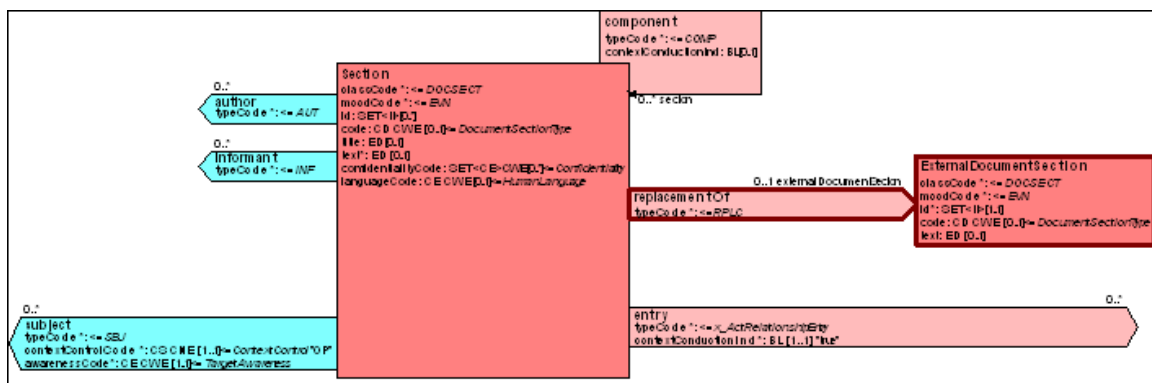 component
typeCode*: <= COMP
contextConductionInd: BL[0..1]
0..* section
Section
classCode*: <= DOCSECT
moodCode*: <= EVN
id: SET<II>[0..*]
code: CD CWE [0..1]<= DocumentSectionType
title: ED[0..1]
text*: ED [0..1]
confidentialityCode: SET<CE>CWE[0..*]<= Confidentiality
languageCode: CE CWE[0..1]<=HumanLanguage
0..*
author
typeCode*: <= AUT
0..*
informant
typeCode*: <= INF
0..1 externalDocumentSection
replacementOf
typeCode*: <=RPLC
ExternalDocumentSection
classCode*: <= DOCSECT
moodCode*: <= EVN
id*: SET<II>[1..1]
code: CD CWE [0..1]<= DocumentSectionType
text: ED [0..1]
0..*
subject
typeCode*: <= SBJ
contextControlCode*: CS CNE [1..1]<= ContextControl "OP"
awarenessCode*: CE CWE [1..1]<= TargetAwareness
0..*
entry
typeCode*: <= x_ActRelationshipEntry
contextConductionInd*: BL [1..1] "true"